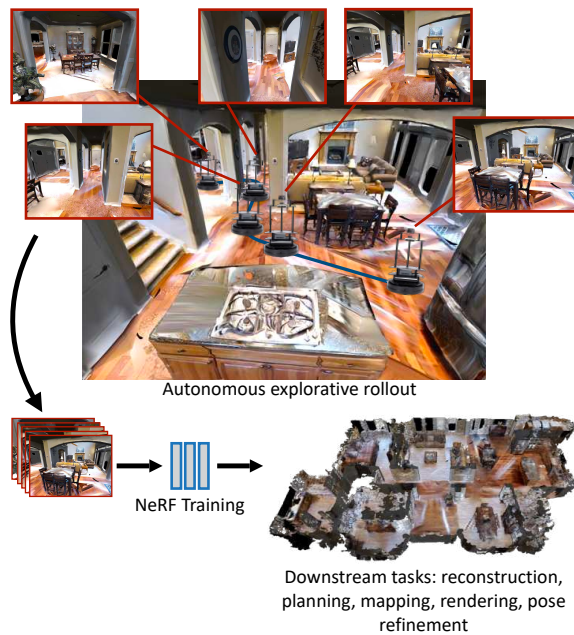 Autonomous explorative rollout
NeRF Training
Downstream tasks: reconstruction,
planning, mapping, rendering, pose
refinement